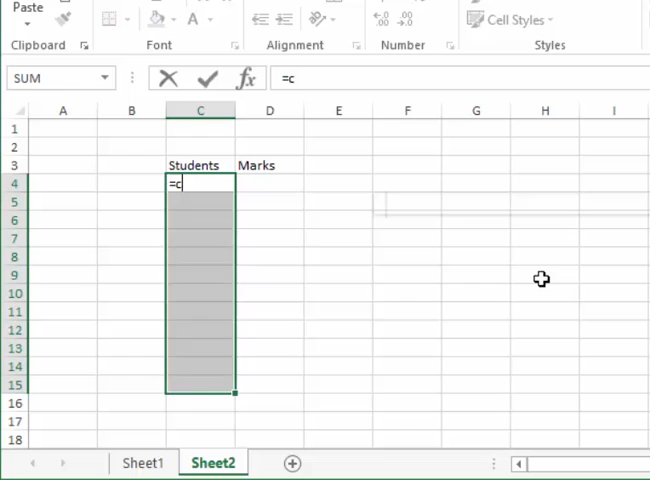 Paste
Cell Styles
Clipboard Font Alignment Number Styles
SUM fx =c
A B C D E F G H I
1
2
3 Students Marks
4 =c
5
6
7
8
9
10
11
12
13
14
15
16
17
18
Sheet1 Sheet2